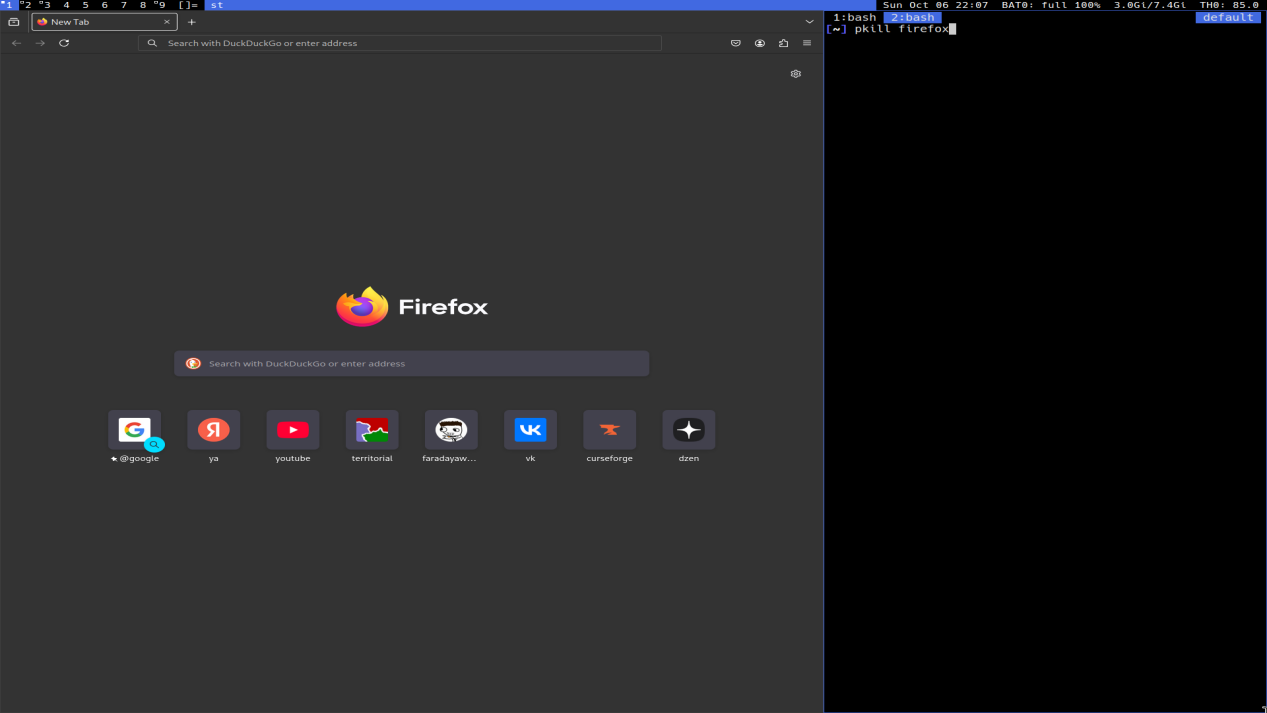 1 2 3 4 5 6 7 8 9 []= st Sun Oct 06 22:07 BAT0: full 100% 3.0Gi/7.4Gi TH0: 85.0
New Tab
Search with DuckDuckGo or enter address
Firefox
Search with DuckDuckGo or enter address
@google ya youtube territorial faradayaw... vk curseforge dzen
1:bash 2:bash default
[~] pkill firefox